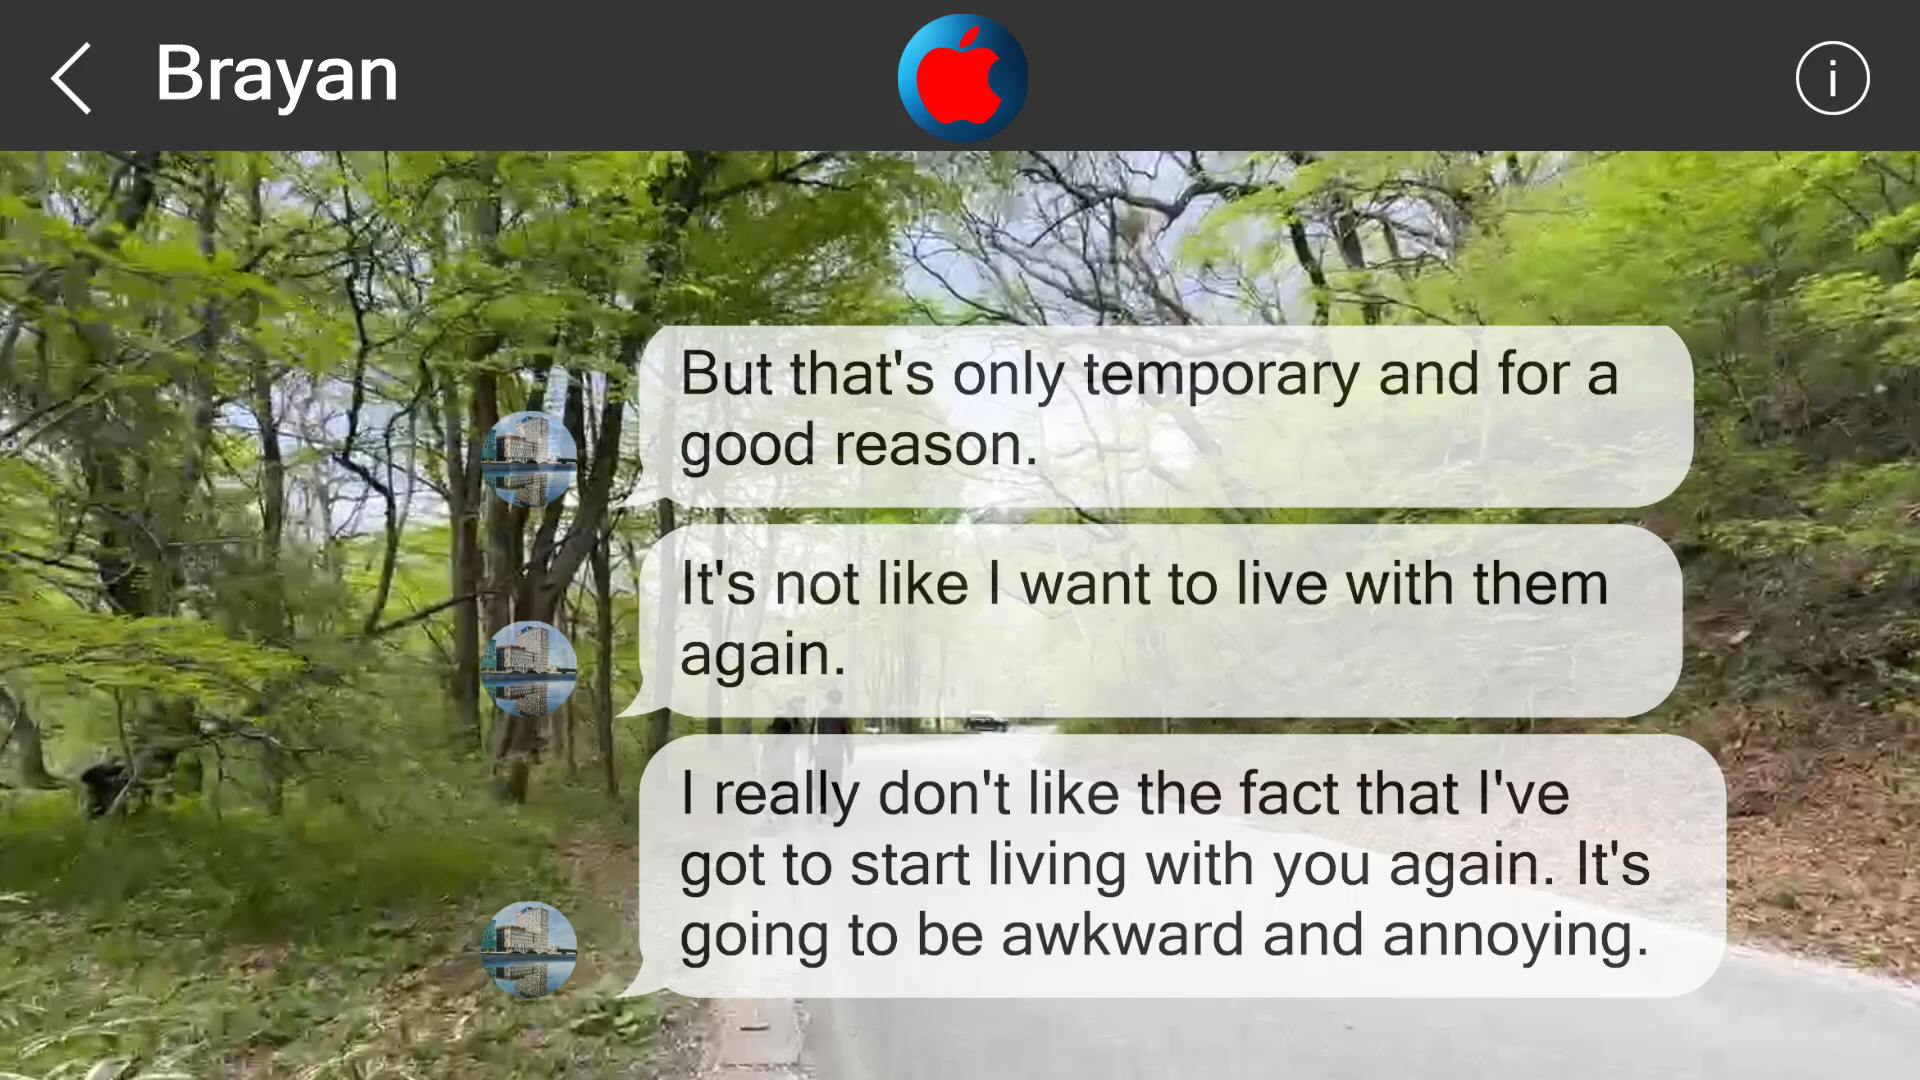 Brayan
But that's only temporary and for a
good reason.
It's not like I want to live with them
again.
I really don't like the fact that I've
got to start living with you again. It's
going to be awkward and annoying.